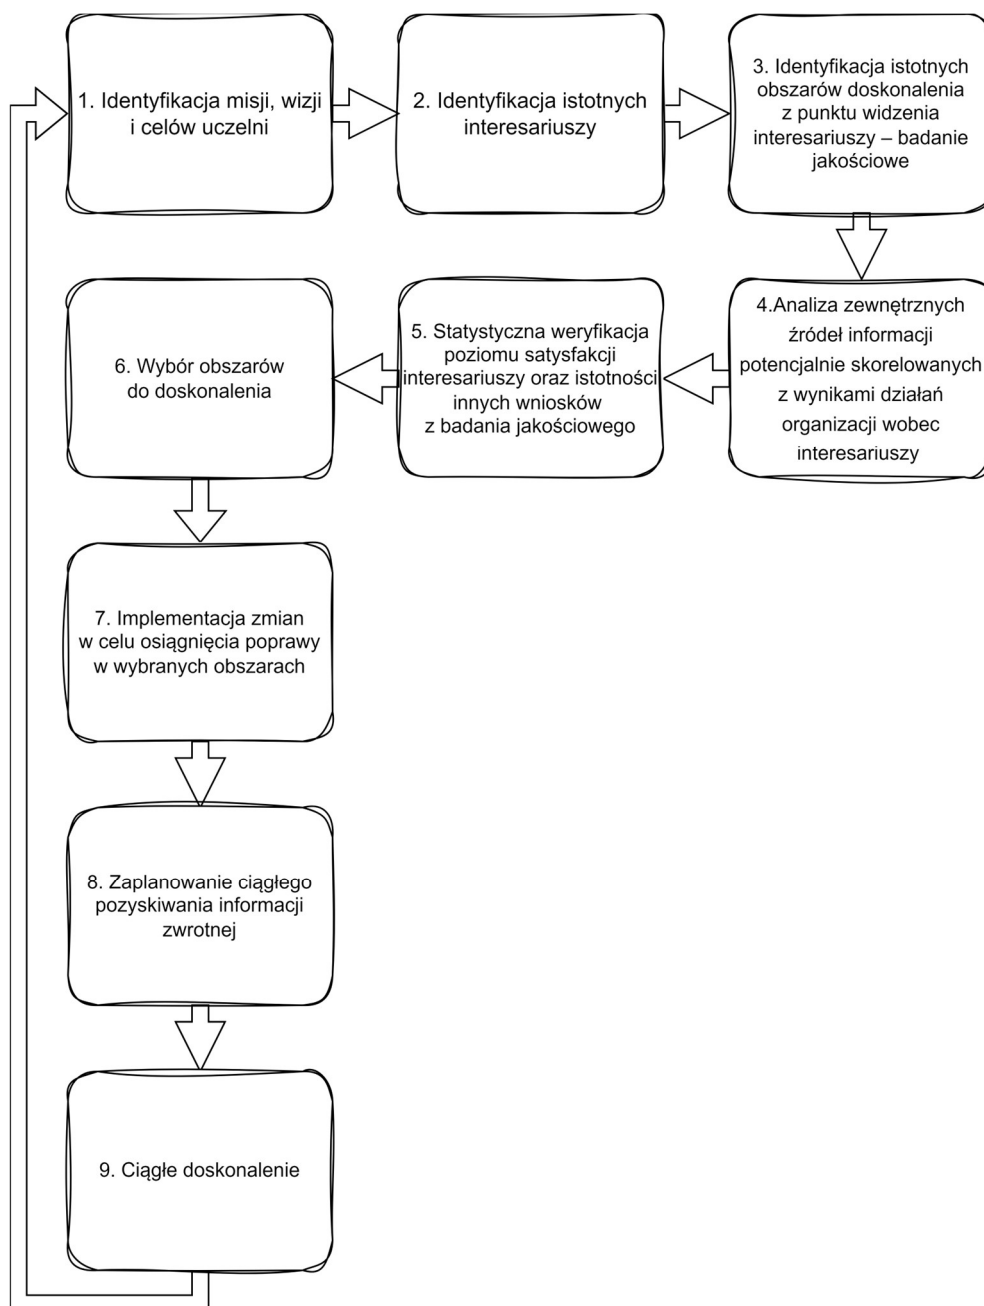 1. Identyfikacja misji, wizji
i celów uczelni
2. Identyfikacja istotnych
interesariuszy
3. Identyfikacja istotnych
obszarów doskonalenia
z punktu widzenia
interesariuszy – badanie
jakościowe
4.Analiza zewnętrznych
źródeł informacji
potencjalnie skorelowanych
z wynikami działań
organizacji wobec
interesariuszy
5. Statystyczna weryfikacja
poziomu satysfakcji
interesariuszy oraz istotności
innych wniosków
z badania jakościowego
6. Wybór obszarów
do doskonalenia
7. Implementacja zmian
w celu osiągnięcia poprawy
w wybranych obszarach
8. Zaplanowanie ciągłego
pozyskiwania informacji
zwrotnej
9. Ciągłe doskonalenie